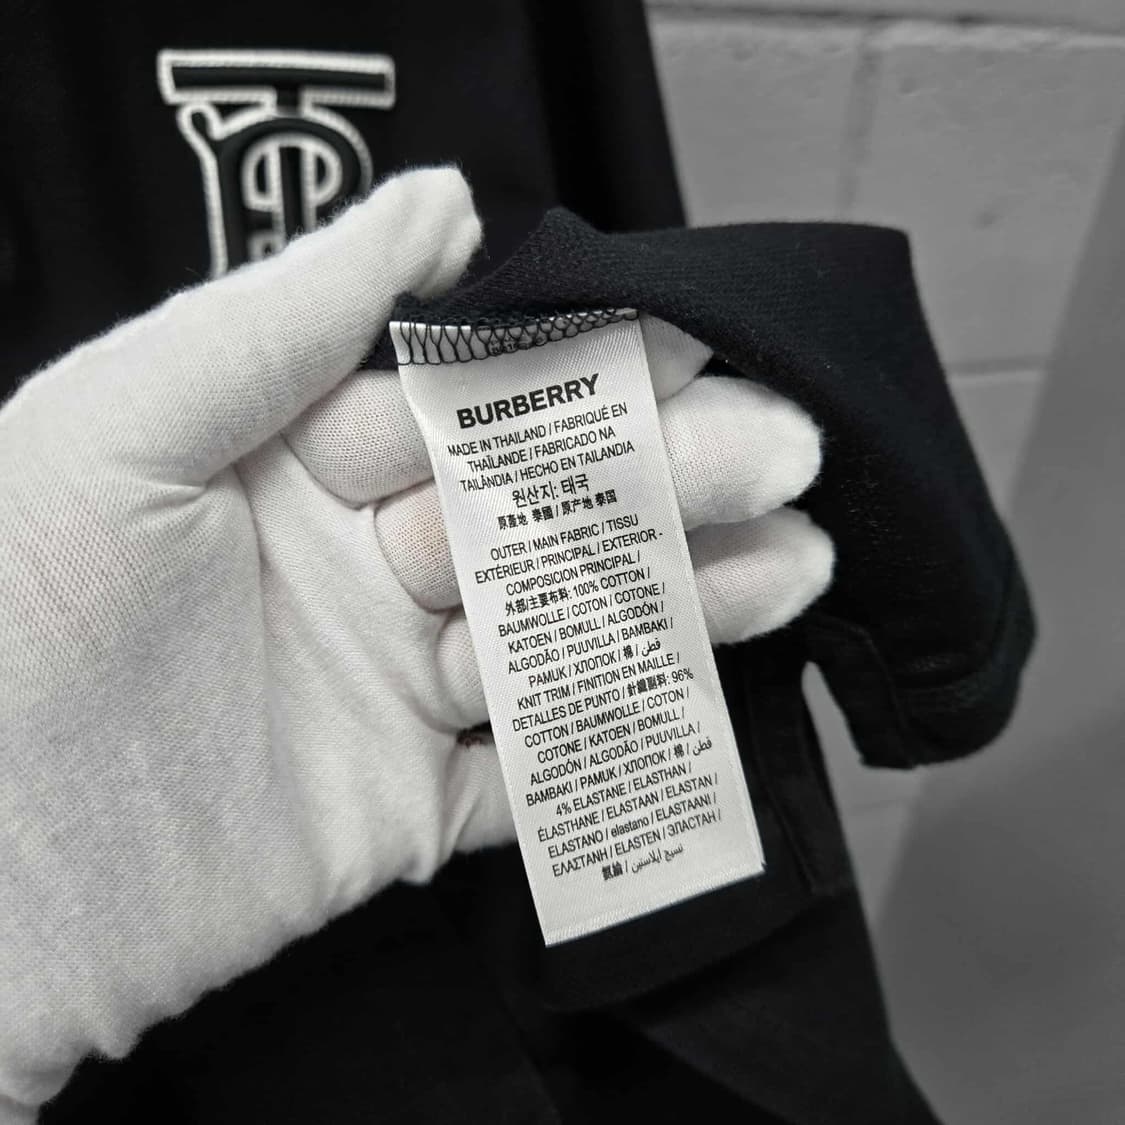 BURBERRY
MADE IN THAILAND / FABRIQUÉ EN
THAÏLANDE / FABRICADO NA
TAILÂNDIA / HECHO EN TAILANDIA
원산지: 태국
原產地 泰國 / 原产地 泰国
OUTER / MAIN FABRIC / TISSU
EXTÉRIEUR / PRINCIPAL / EXTERIOR -
COMPOSICION PRINCIPAL /
外部/主要布料: 100% COTTON /
BAUMWOLLE / COTON / COTONE /
KATOEN / BOMULL / ALGODÓN /
ALGODÃO / PUUVILLA / BAMBAKI /
PAMUK / ХЛОПОК / 棉 / قطن /
KNIT TRIM / FINITION EN MAILLE /
DETALLES DE PUNTO / 針織副料: 96%
COTTON / BAUMWOLLE / COTON /
COTONE / KATOEN / BOMULL /
ALGODÓN / ALGODÃO / PUUVILLA /
BAMBAKI / PAMUK / ХЛОПОК / 棉 / قطن /
4% ELASTANE / ELASTHAN /
ÉLASTHANE / ELASTAAN / ELASTAN /
ELASTANO / elastano / ELASTAANI /
ΕΛΑΣΤΑΝΗ / ELASTEN / ЭЛАСТАН /
/ نسيج ايلاستين